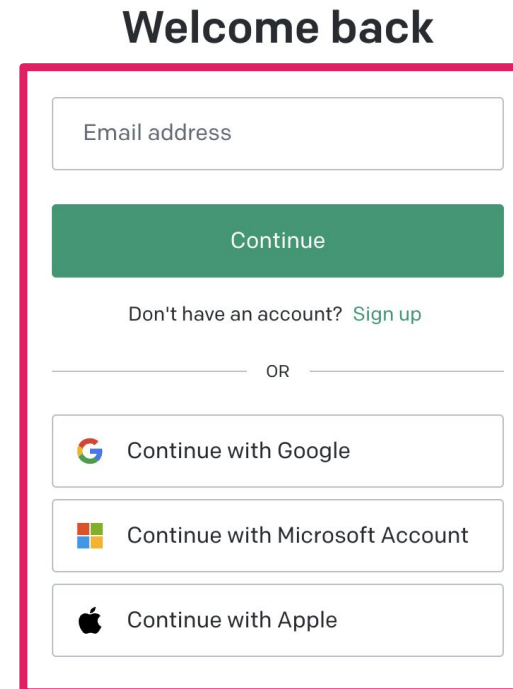 Welcome back
Email address
Continue
Don't have an account? Sign up
OR
Continue with Google
Continue with Microsoft Account
Continue with Apple